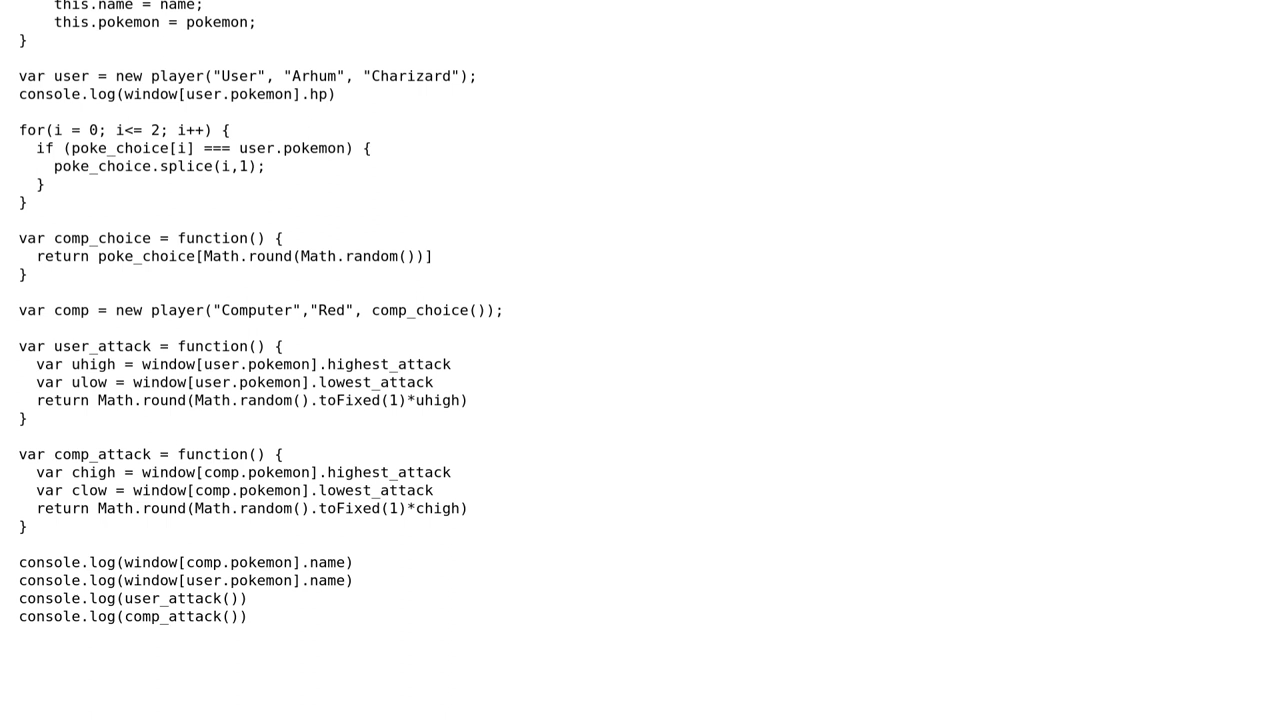 this.name = name;
    this.pokemon = pokemon;
}

var user = new player("User", "Arhum", "Charizard");
console.log(window[user.pokemon].hp)

for(i = 0; i<= 2; i++) {
  if (poke_choice[i] === user.pokemon) {
    poke_choice.splice(i,1);
  }
}

var comp_choice = function() {
  return poke_choice[Math.round(Math.random())]
}

var comp = new player("Computer","Red", comp_choice());

var user_attack = function() {
  var uhigh = window[user.pokemon].highest_attack
  var ulow = window[user.pokemon].lowest_attack
  return Math.round(Math.random().toFixed(1)*uhigh)
}

var comp_attack = function() {
  var chigh = window[comp.pokemon].highest_attack
  var clow = window[comp.pokemon].lowest_attack
  return Math.round(Math.random().toFixed(1)*chigh)
}

console.log(window[comp.pokemon].name)
console.log(window[user.pokemon].name)
console.log(user_attack())
console.log(comp_attack())